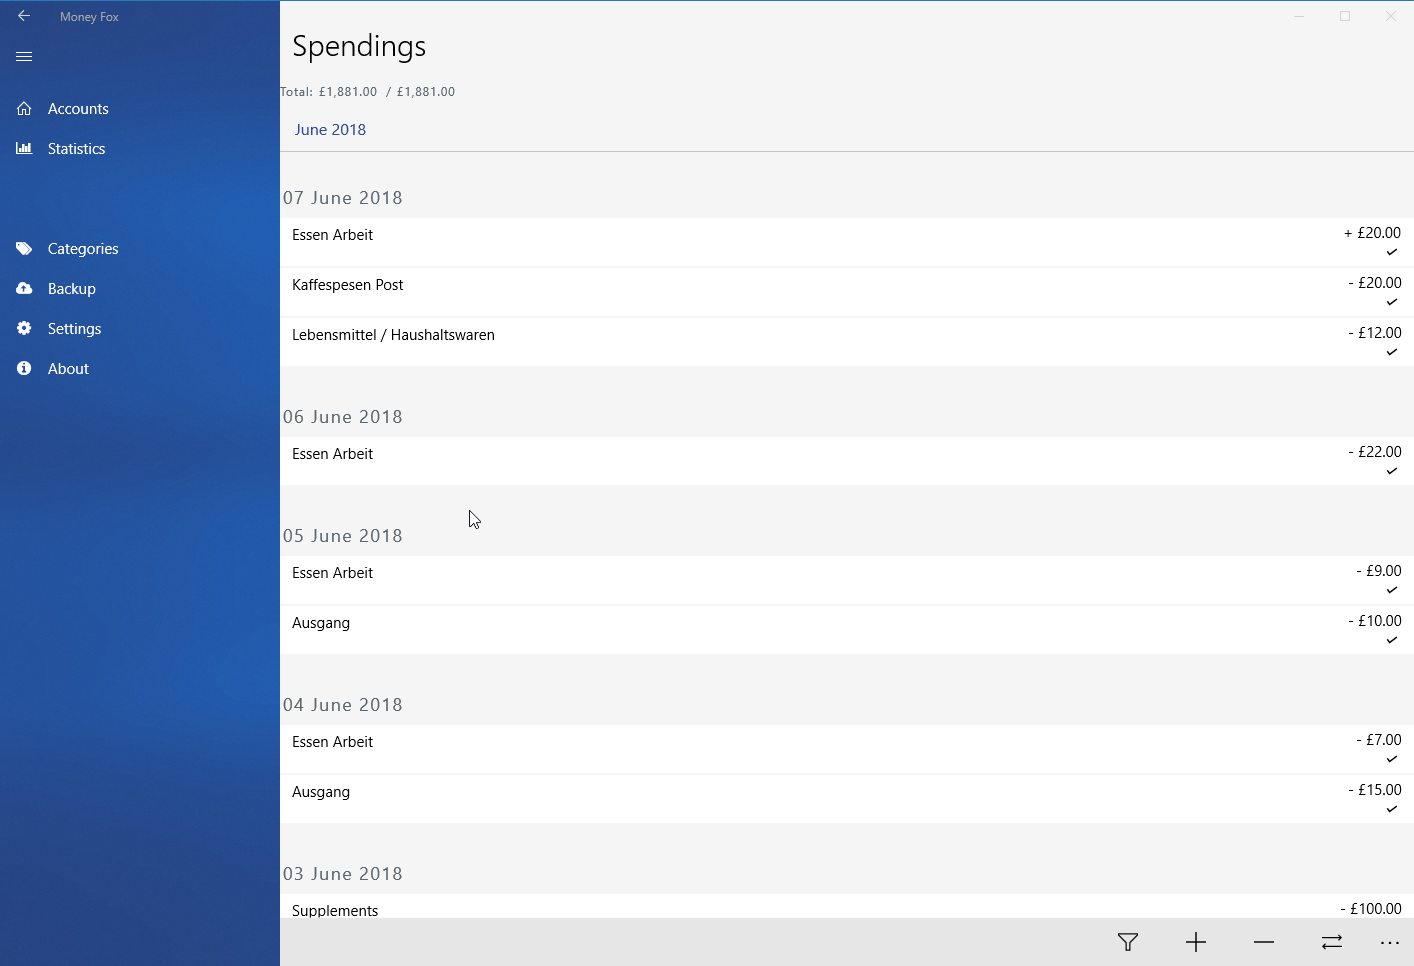 Money Fox
Accounts
Statistics
Categories
Backup
Settings
About
Spendings
Total: £1,881.00 / £1,881.00
June 2018
07 June 2018
Essen Arbeit + £20.00
Kaffespesen Post - £20.00
Lebensmittel / Haushaltswaren - £12.00
06 June 2018
Essen Arbeit - £22.00
05 June 2018
Essen Arbeit - £9.00
Ausgang - £10.00
04 June 2018
Essen Arbeit - £7.00
Ausgang - £15.00
03 June 2018
Supplements - £100.00